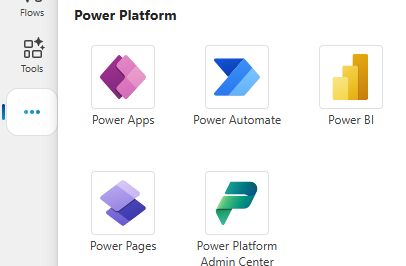 Flows
Power Platform
Tools
Power Apps
Power Automate
Power BI
Power Pages
Power Platform
Admin Center